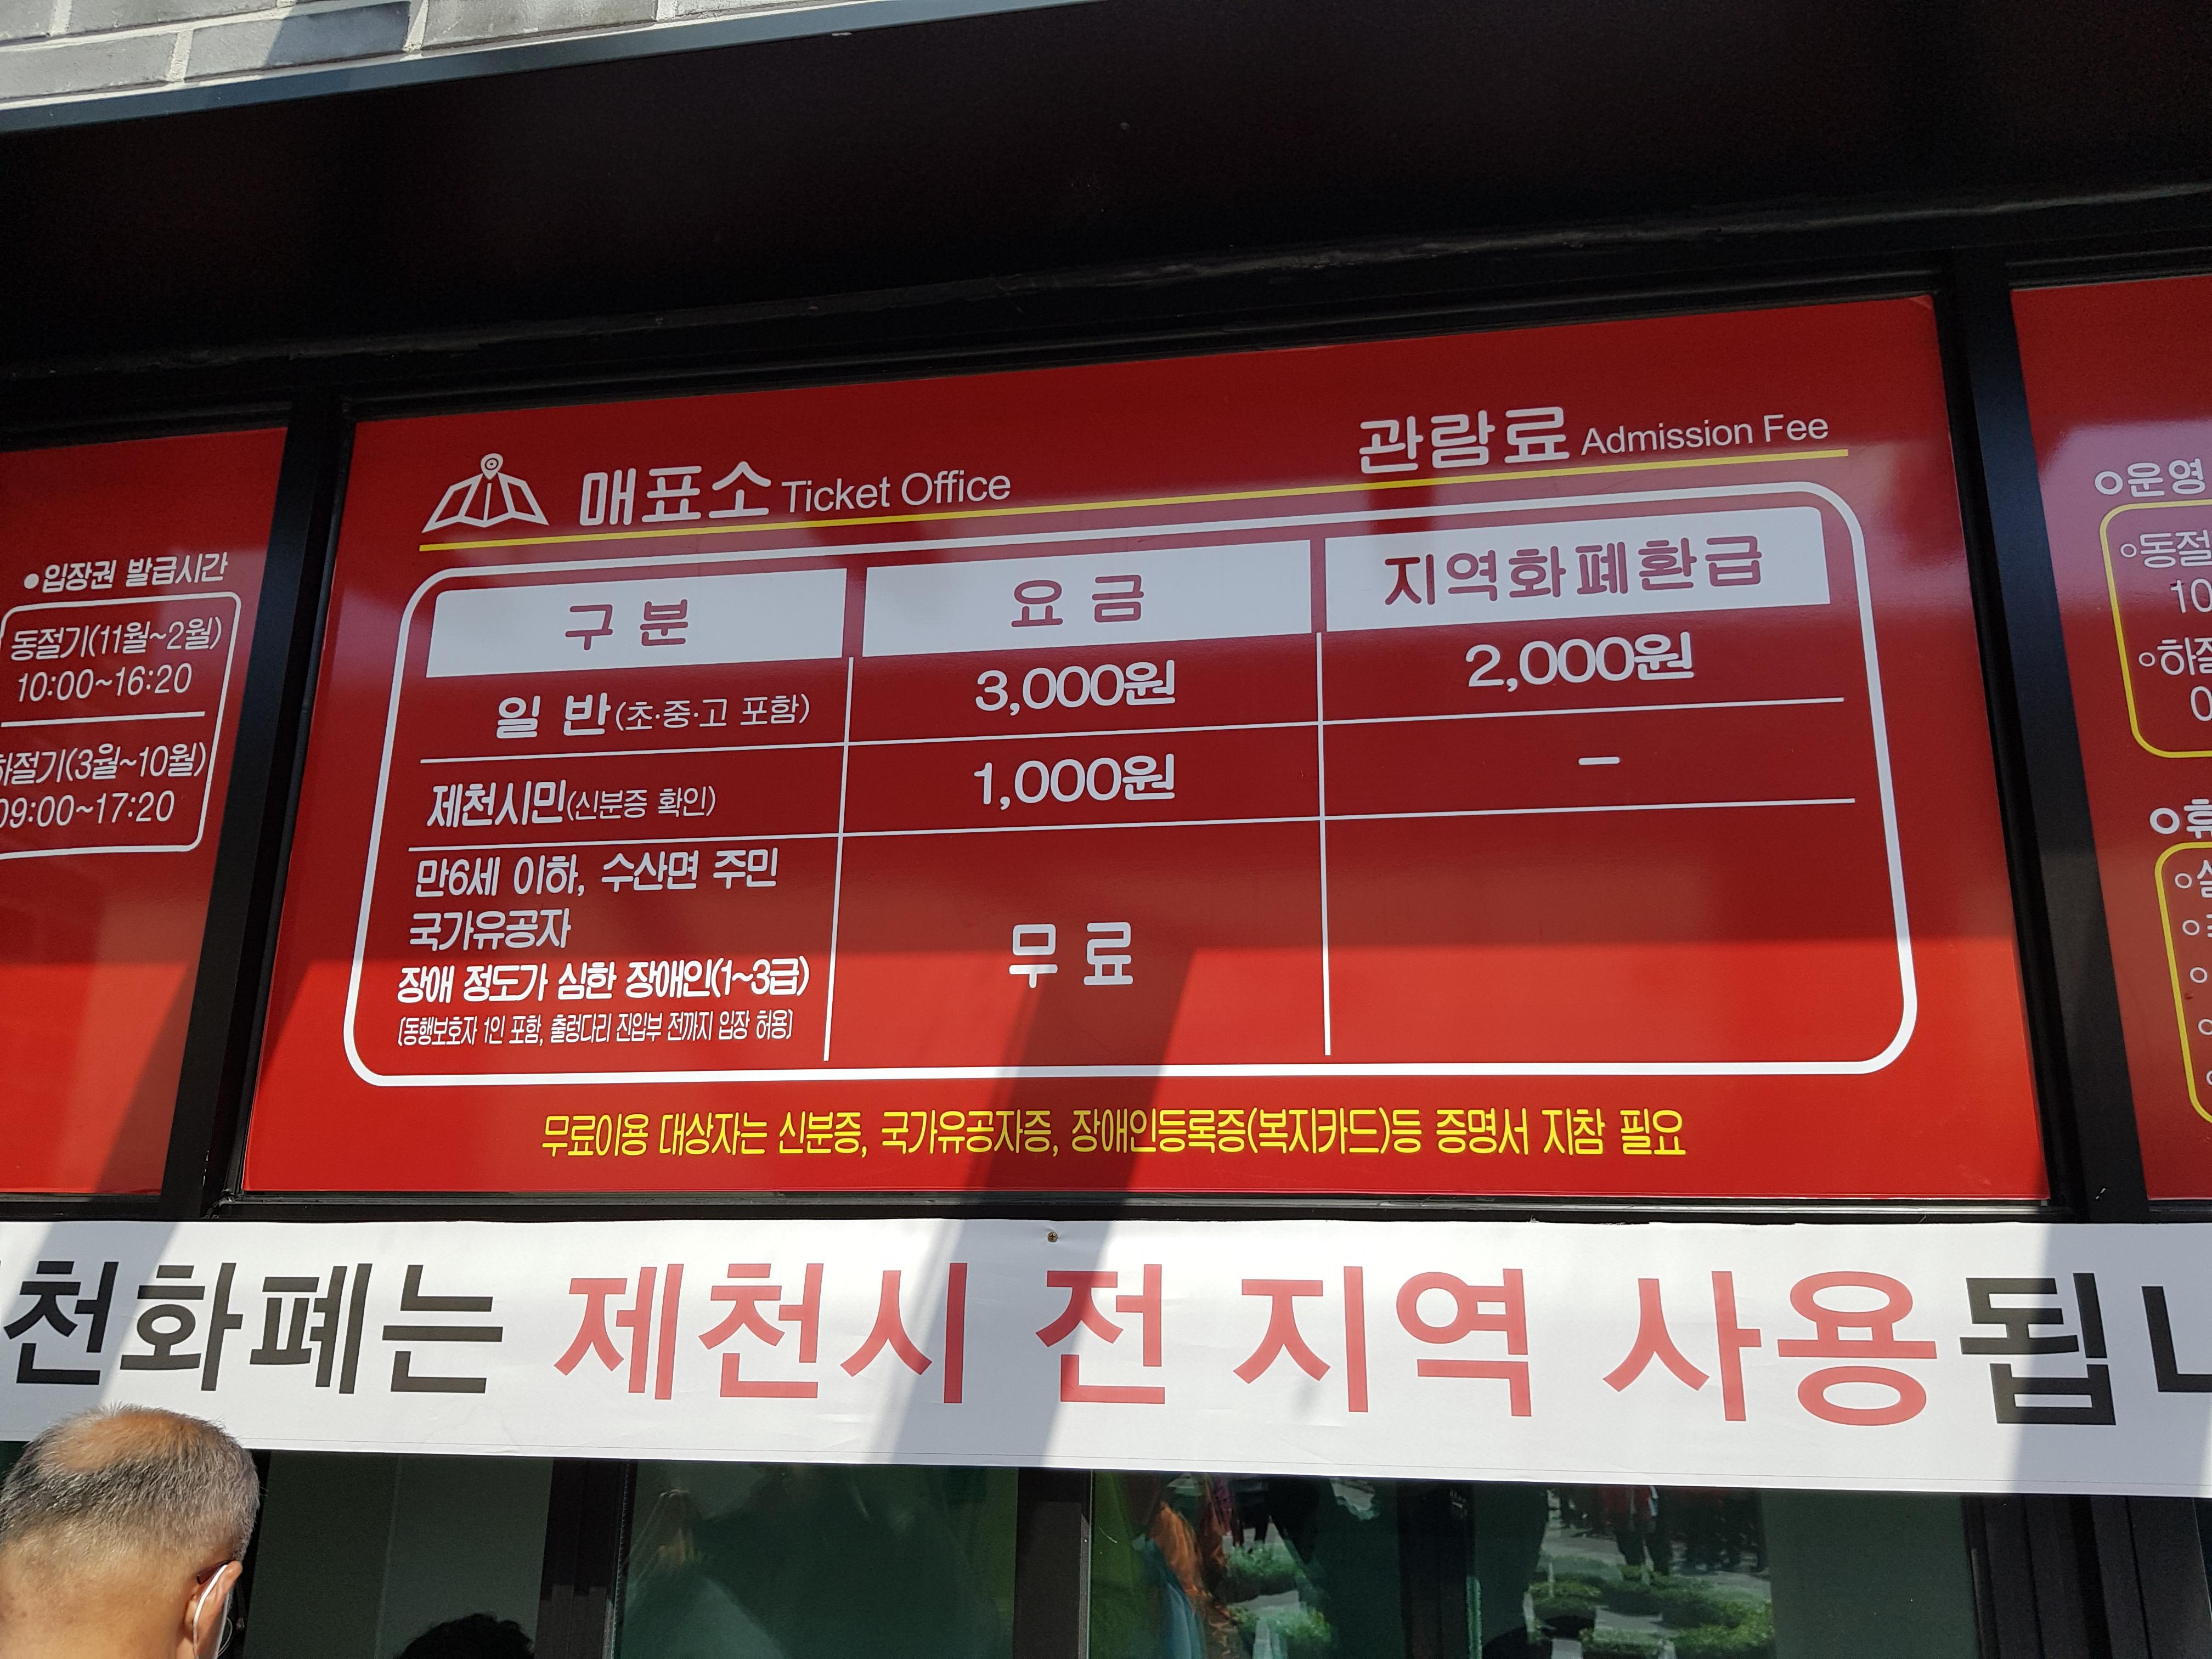 매표소 Ticket Office
관람료 Admission Fee
구 분 요 금 지역화폐환급
일 반(초·중·고 포함) 3,000원 2,000원
제천시민(신분증 확인) 1,000원 –
만6세 이하, 수산면 주민
국가유공자
장애 정도가 심한 장애인(1~3급)
(동행보호자 1인 포함, 출렁다리 진입부 전까지 입장 허용)
무 료
무료이용 대상자는 신분증, 국가유공자증, 장애인등록증(복지카드)등 증명서 지참 필요
●입장권 발급시간
동절기(11월~2월)
10:00~16:20
하절기(3월~10월)
09:00~17:20
○운영
○동절
10
○하절
0
○휴
천화폐는 제천시 전 지역 사용됩니